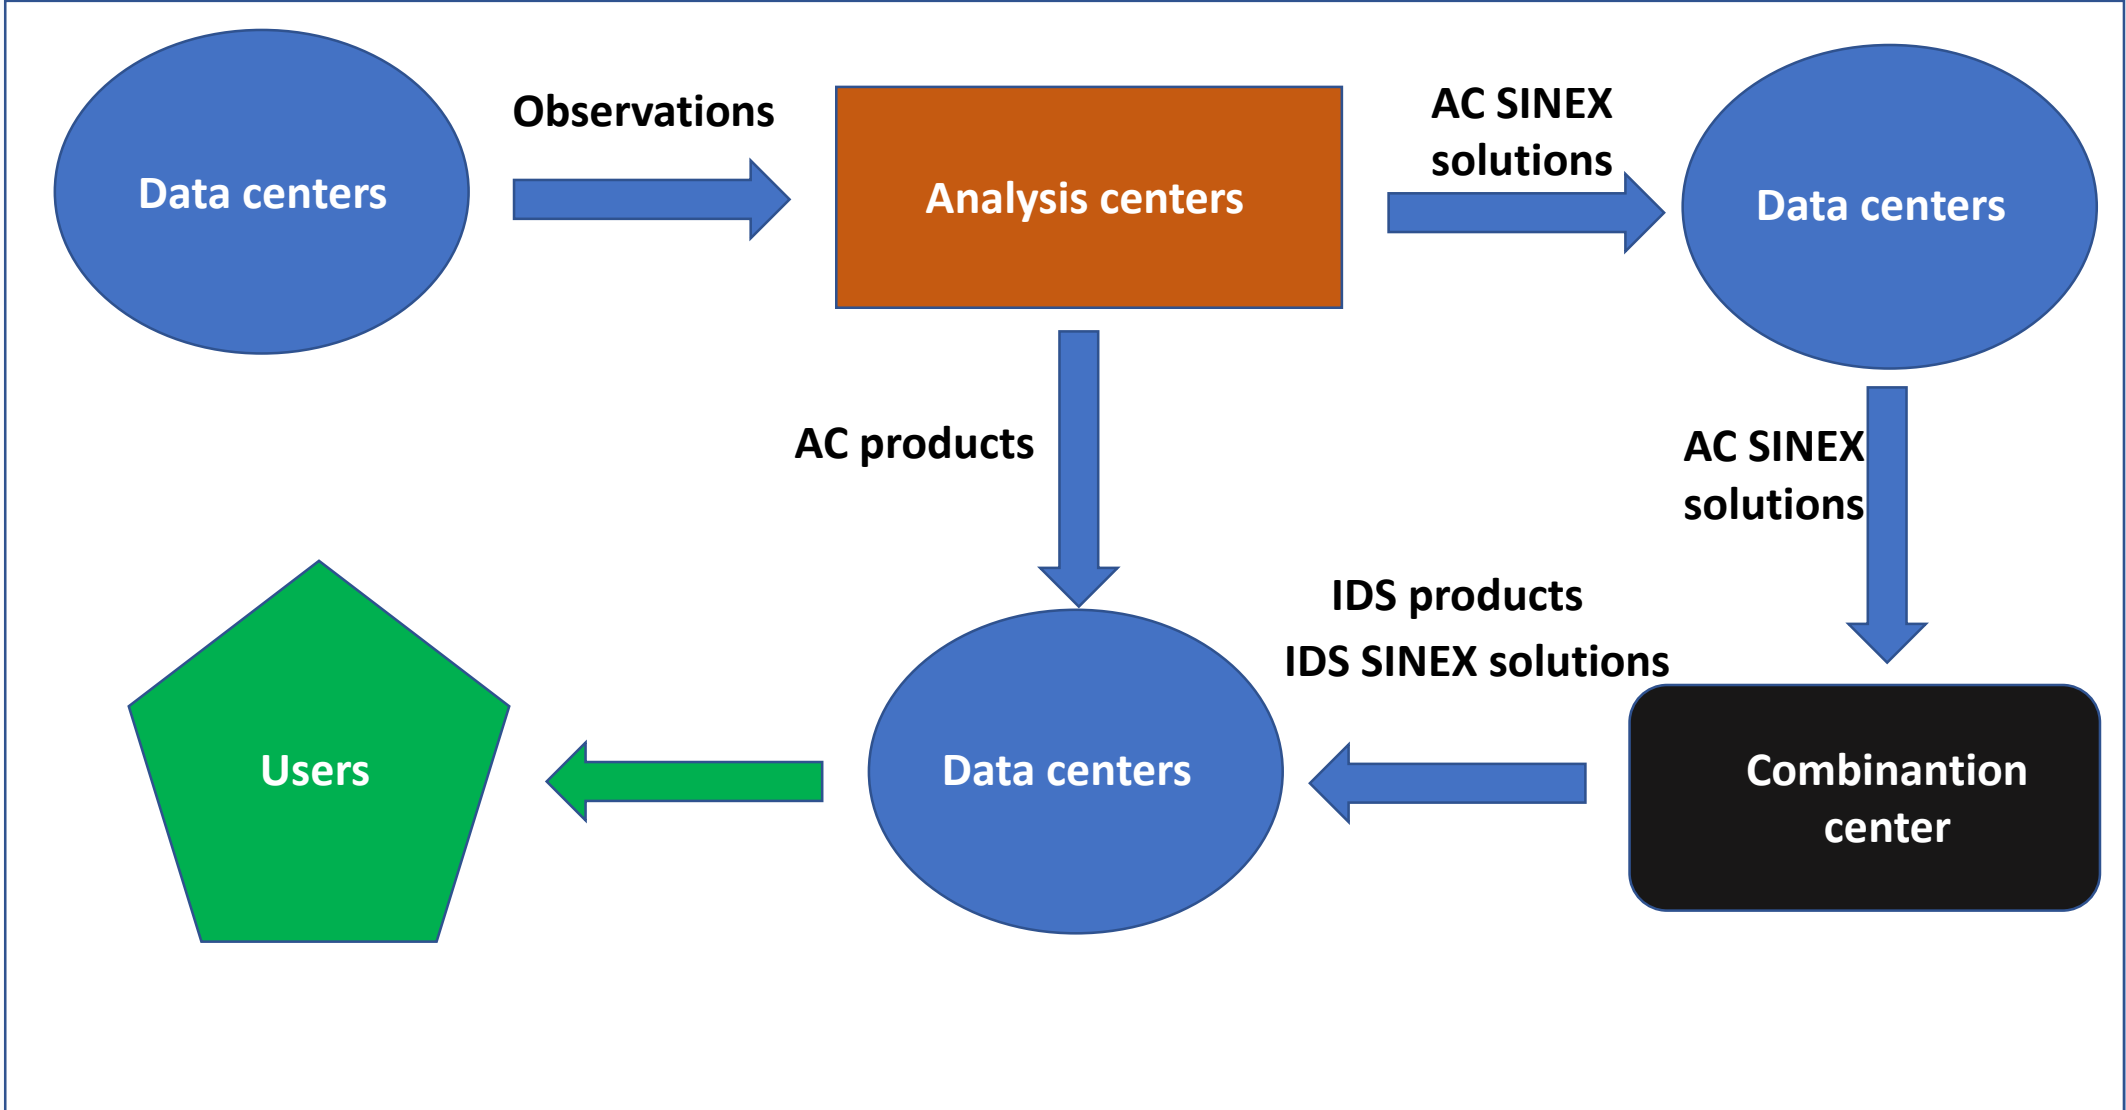 Data centers
Observations
Analysis centers
AC SINEX
solutions
Data centers
AC products
AC SINEX
solutions
IDS products
IDS SINEX solutions
Users
Data centers
Combinantion
center